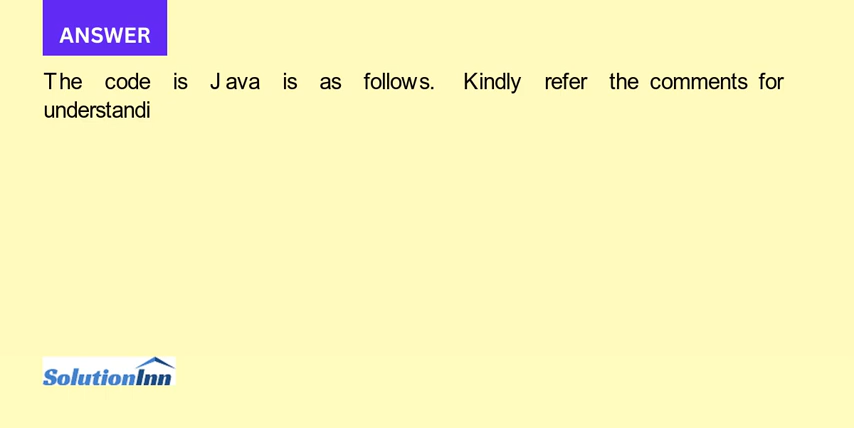 ANSWER
The code is Java is as follows. Kindly refer the comments for
understandi
SolutionInn